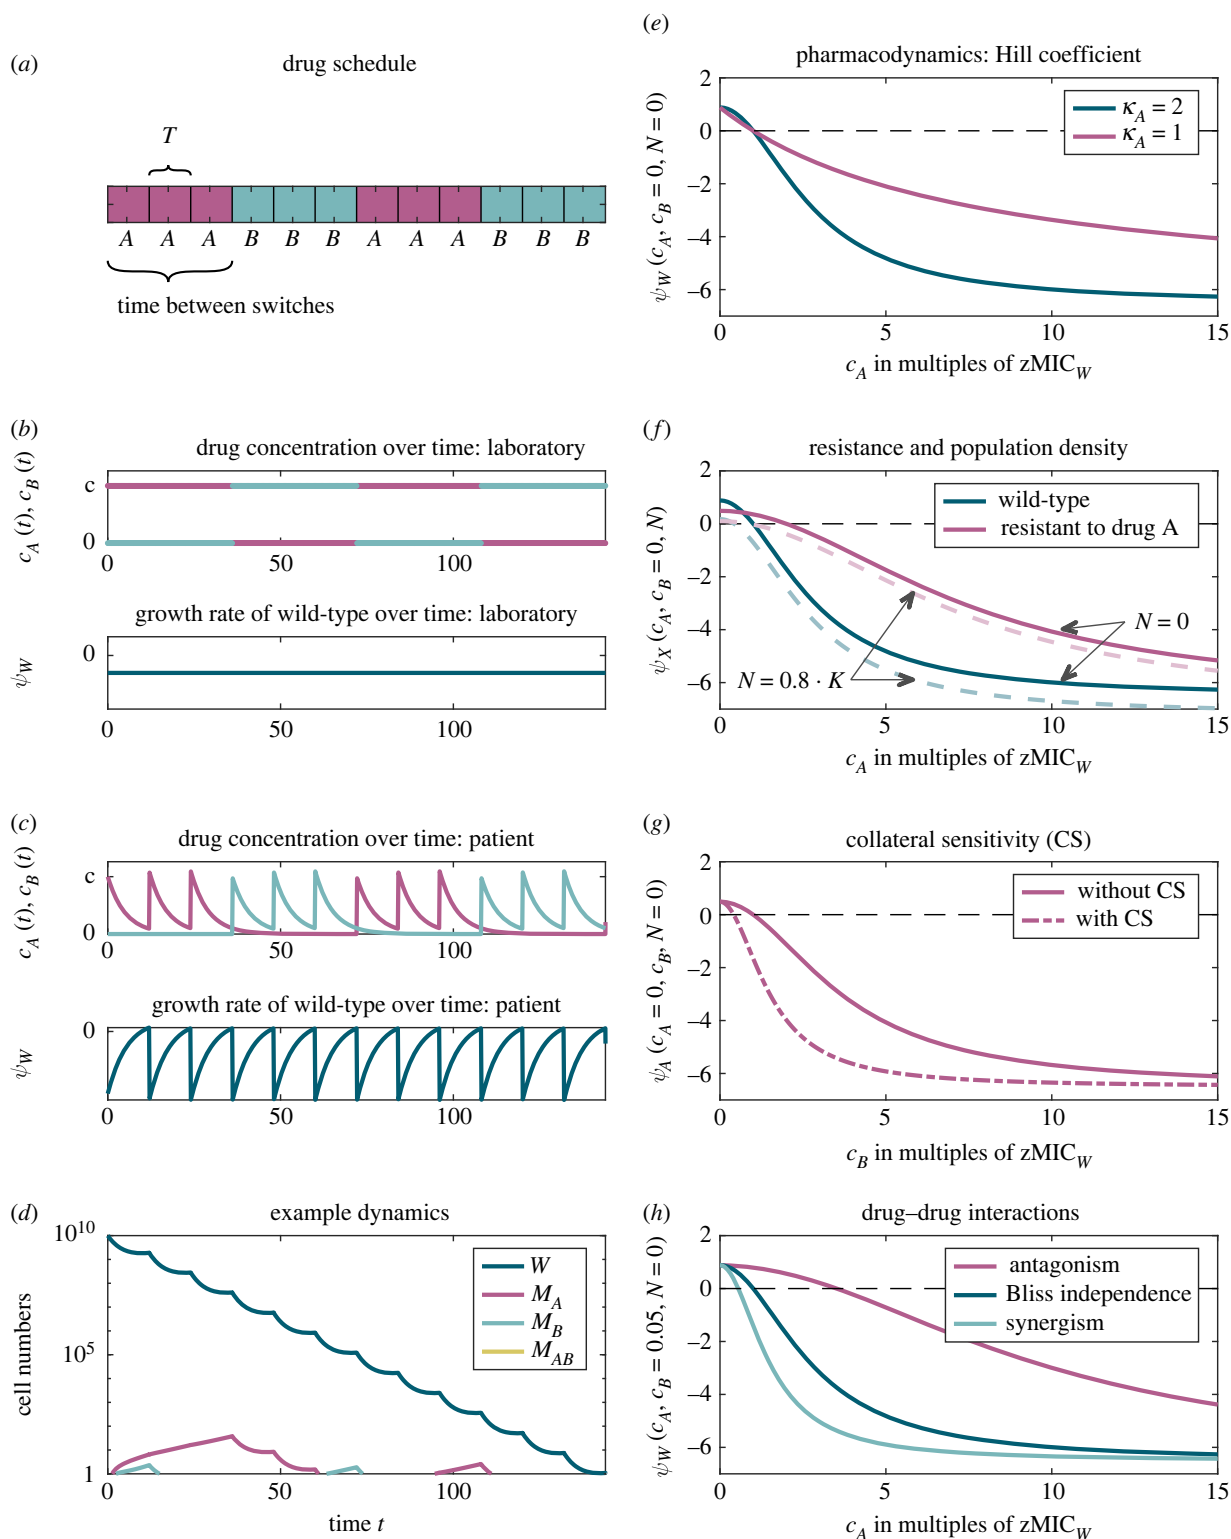 (a)
drug schedule
T
A A A B B B A A A B B B
time between switches
(b)
drug concentration over time: laboratory
c_A (t), c_B (t)
c
0
0 50 100
growth rate of wild-type over time: laboratory
ψ_W
0
0 50 100
(c)
drug concentration over time: patient
c_A (t), c_B (t)
c
0
0 50 100
growth rate of wild-type over time: patient
ψ_W
0
0 50 100
(d)
example dynamics
cell numbers
10^10
10^5
1
W
M_A
M_B
M_AB
0 50 100
time t
(e)
pharmacodynamics: Hill coefficient
ψ_W (c_A, c_B = 0, N = 0)
2
0
–2
–4
–6
κ_A = 2
κ_A = 1
0 5 10 15
c_A in multiples of zMIC_W
(f)
resistance and population density
ψ_X (c_A, c_B = 0, N)
2
0
–2
–4
–6
wild-type
resistant to drug A
N = 0
N = 0.8 · K
0 5 10 15
c_A in multiples of zMIC_W
(g)
collateral sensitivity (CS)
ψ_A (c_A = 0, c_B, N = 0)
2
0
–2
–4
–6
without CS
with CS
0 5 10 15
c_B in multiples of zMIC_W
(h)
drug–drug interactions
ψ_W (c_A, c_B = 0.05, N = 0)
2
0
–2
–4
–6
antagonism
Bliss independence
synergism
0 5 10 15
c_A in multiples of zMIC_W